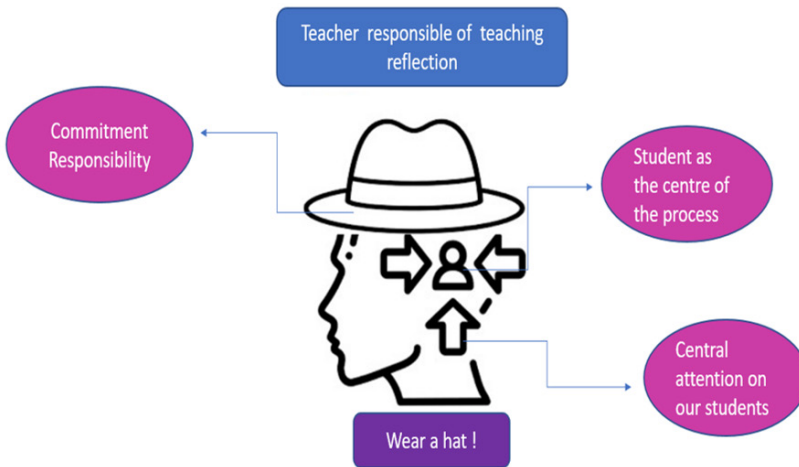 Teacher responsible of teaching
reflection
Commitment
Responsibility
Student as
the centre of
the process
Central
attention on
our students
Wear a hat !